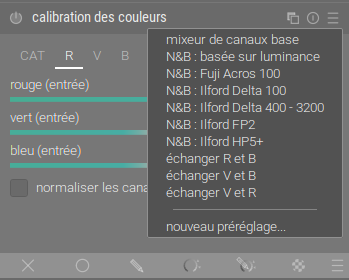 calibration des couleurs
CAT R V B
rouge (entrée)
vert (entrée)
bleu (entrée)
normaliser les cana
mixeur de canaux base
N&B : basée sur luminance
N&B : Fuji Acros 100
N&B : Ilford Delta 100
N&B : Ilford Delta 400 - 3200
N&B : Ilford FP2
N&B : Ilford HP5+
échanger R et B
échanger V et B
échanger V et R
nouveau préréglage...